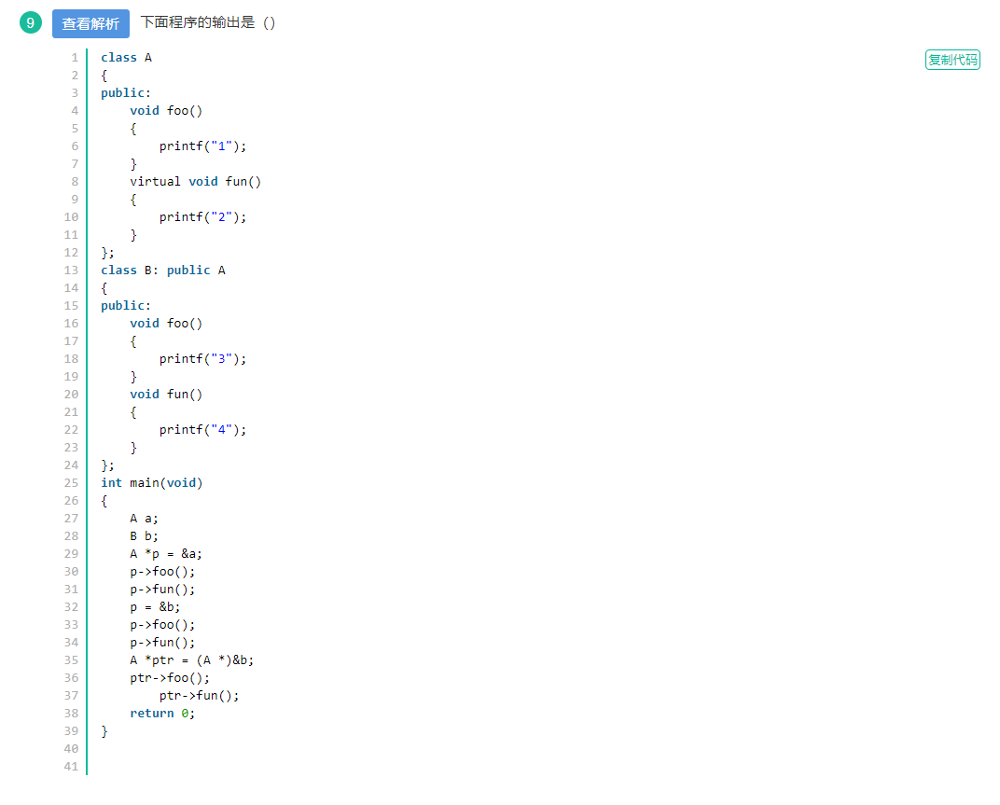 9 查看解析 下面程序的输出是（）
复制代码
1 class A
2 {
3 public:
4     void foo()
5     {
6         printf("1");
7     }
8     virtual void fun()
9     {
10         printf("2");
11     }
12 };
13 class B: public A
14 {
15 public:
16     void foo()
17     {
18         printf("3");
19     }
20     void fun()
21     {
22         printf("4");
23     }
24 };
25 int main(void)
26 {
27     A a;
28     B b;
29     A *p = &a;
30     p->foo();
31     p->fun();
32     p = &b;
33     p->foo();
34     p->fun();
35     A *ptr = (A *)&b;
36     ptr->foo();
37         ptr->fun();
38     return 0;
39 }
40
41